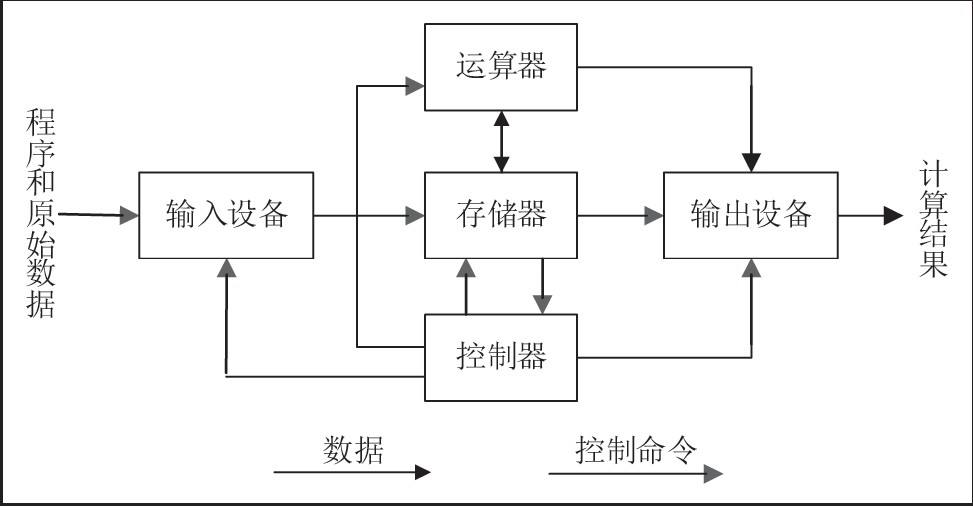 程序和原始数据
输入设备
运算器
存储器
控制器
输出设备
计算结果
数据
控制命令